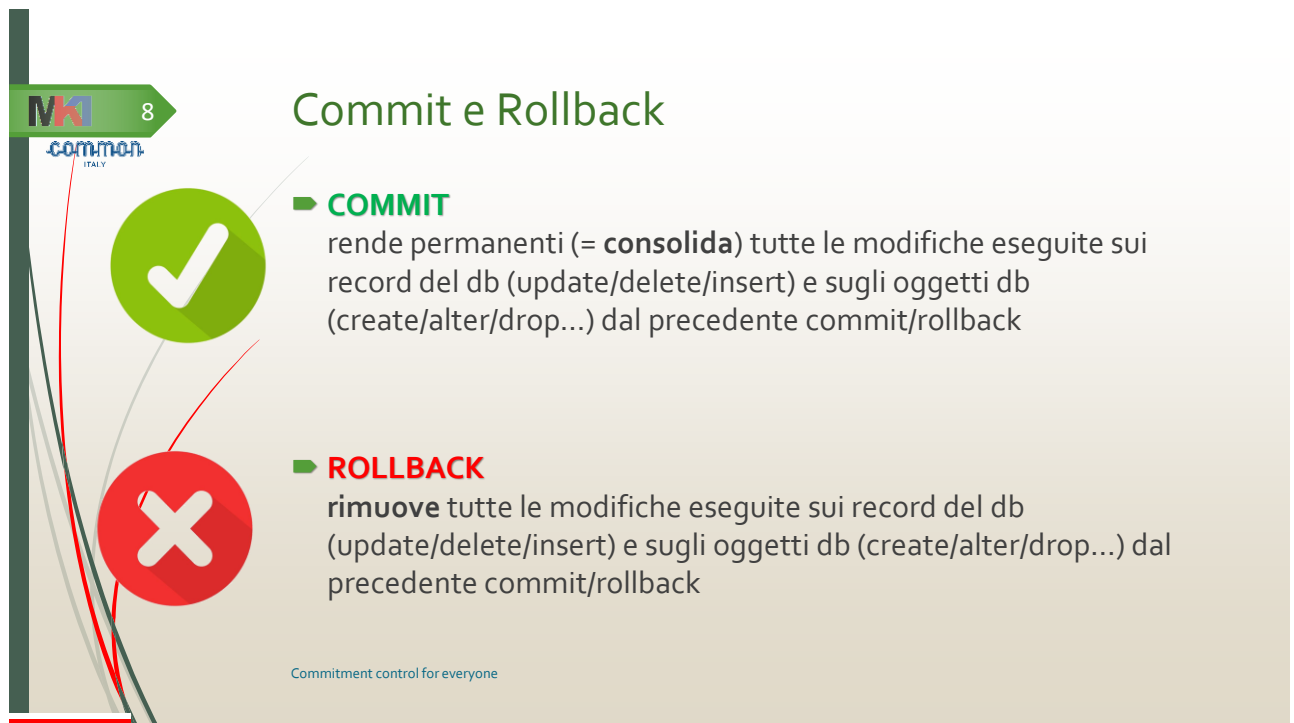 MK1
8
common
ITALY
Commit e Rollback
COMMIT
rende permanenti (= consolida) tutte le modifiche eseguite sui
record del db (update/delete/insert) e sugli oggetti db
(create/alter/drop...) dal precedente commit/rollback
ROLLBACK
rimuove tutte le modifiche eseguite sui record del db
(update/delete/insert) e sugli oggetti db (create/alter/drop...) dal
precedente commit/rollback
Commitment control for everyone